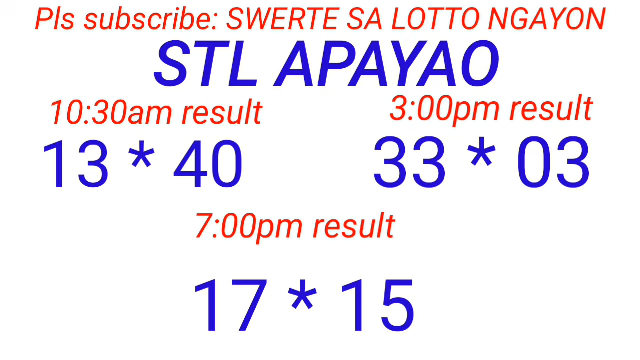 Pls subscribe: SWERTE SA LOTTO NGAYON
STL APAYAO
10:30am result
13 * 40
3:00pm result
33 * 03
7:00pm result
17 * 15